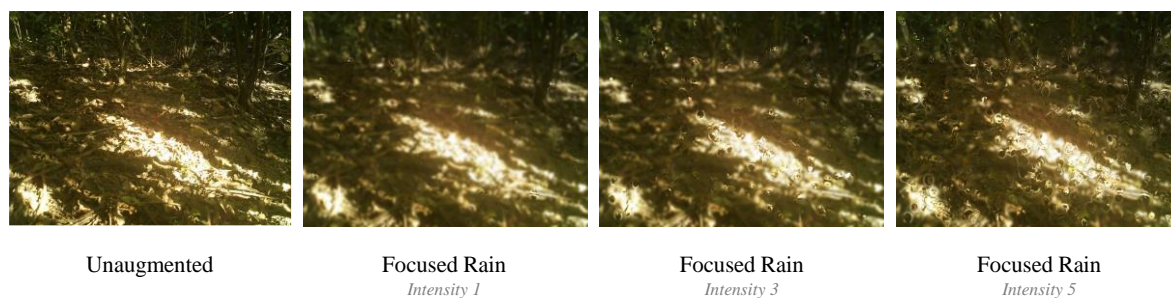 Unaugmented
Focused Rain
Intensity 1
Focused Rain
Intensity 3
Focused Rain
Intensity 5